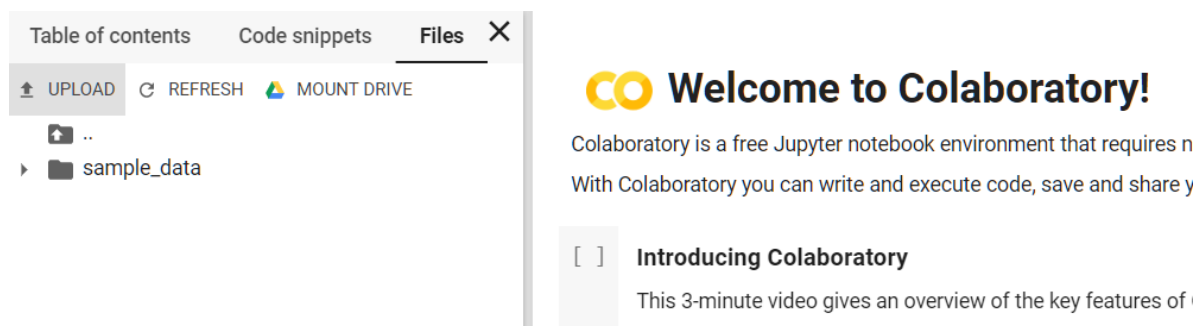 Table of contents Code snippets Files
UPLOAD REFRESH MOUNT DRIVE
..
sample_data
CO Welcome to Colaboratory!
Colaboratory is a free Jupyter notebook environment that requires n
With Colaboratory you can write and execute code, save and share y
[ ] Introducing Colaboratory
This 3-minute video gives an overview of the key features of